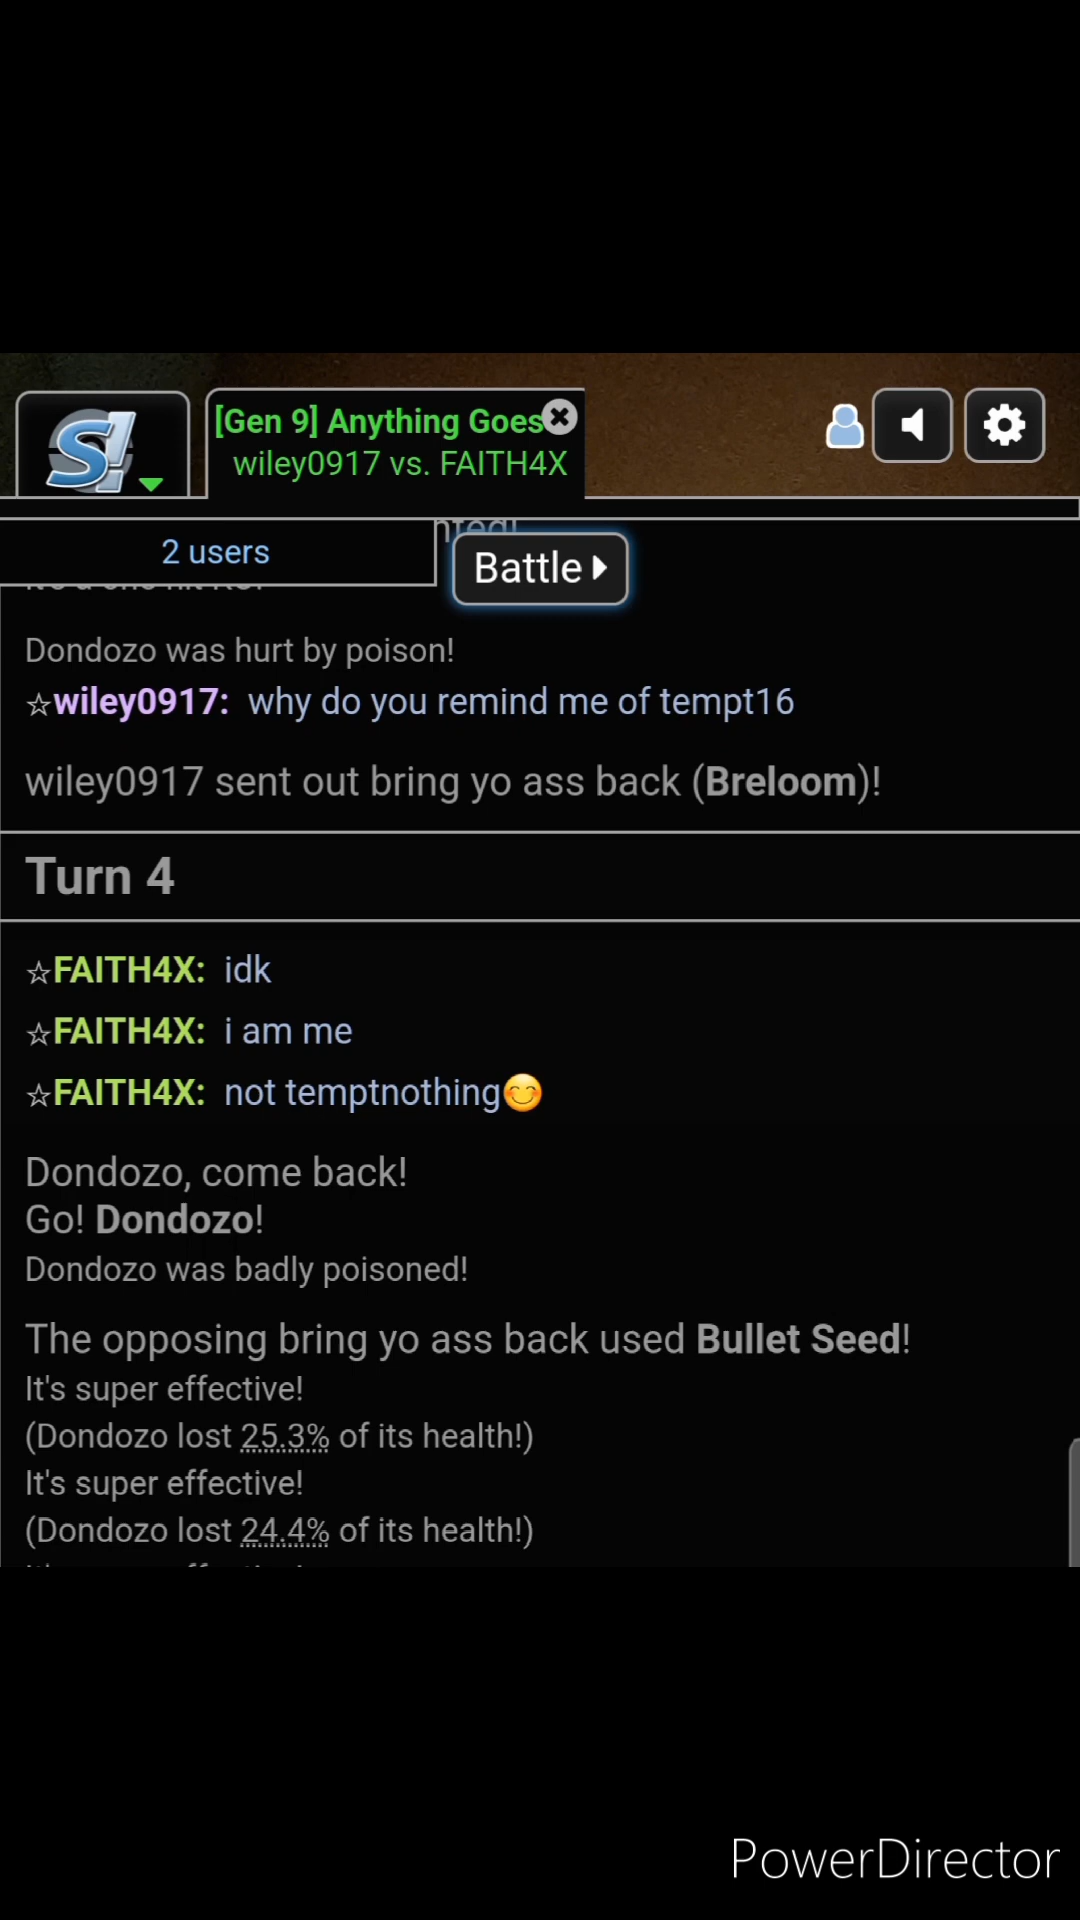 [Gen 9] Anything Goes
wiley0917 vs. FAITH4X
2 users
Battle
Dondozo was hurt by poison!
☆wiley0917: why do you remind me of tempt16
wiley0917 sent out bring yo ass back (Breloom)!
Turn 4
☆FAITH4X: idk
☆FAITH4X: i am me
☆FAITH4X: not temptnothing😊
Dondozo, come back!
Go! Dondozo!
Dondozo was badly poisoned!
The opposing bring yo ass back used Bullet Seed!
It's super effective!
(Dondozo lost 25.3% of its health!)
It's super effective!
(Dondozo lost 24.4% of its health!)
PowerDirector